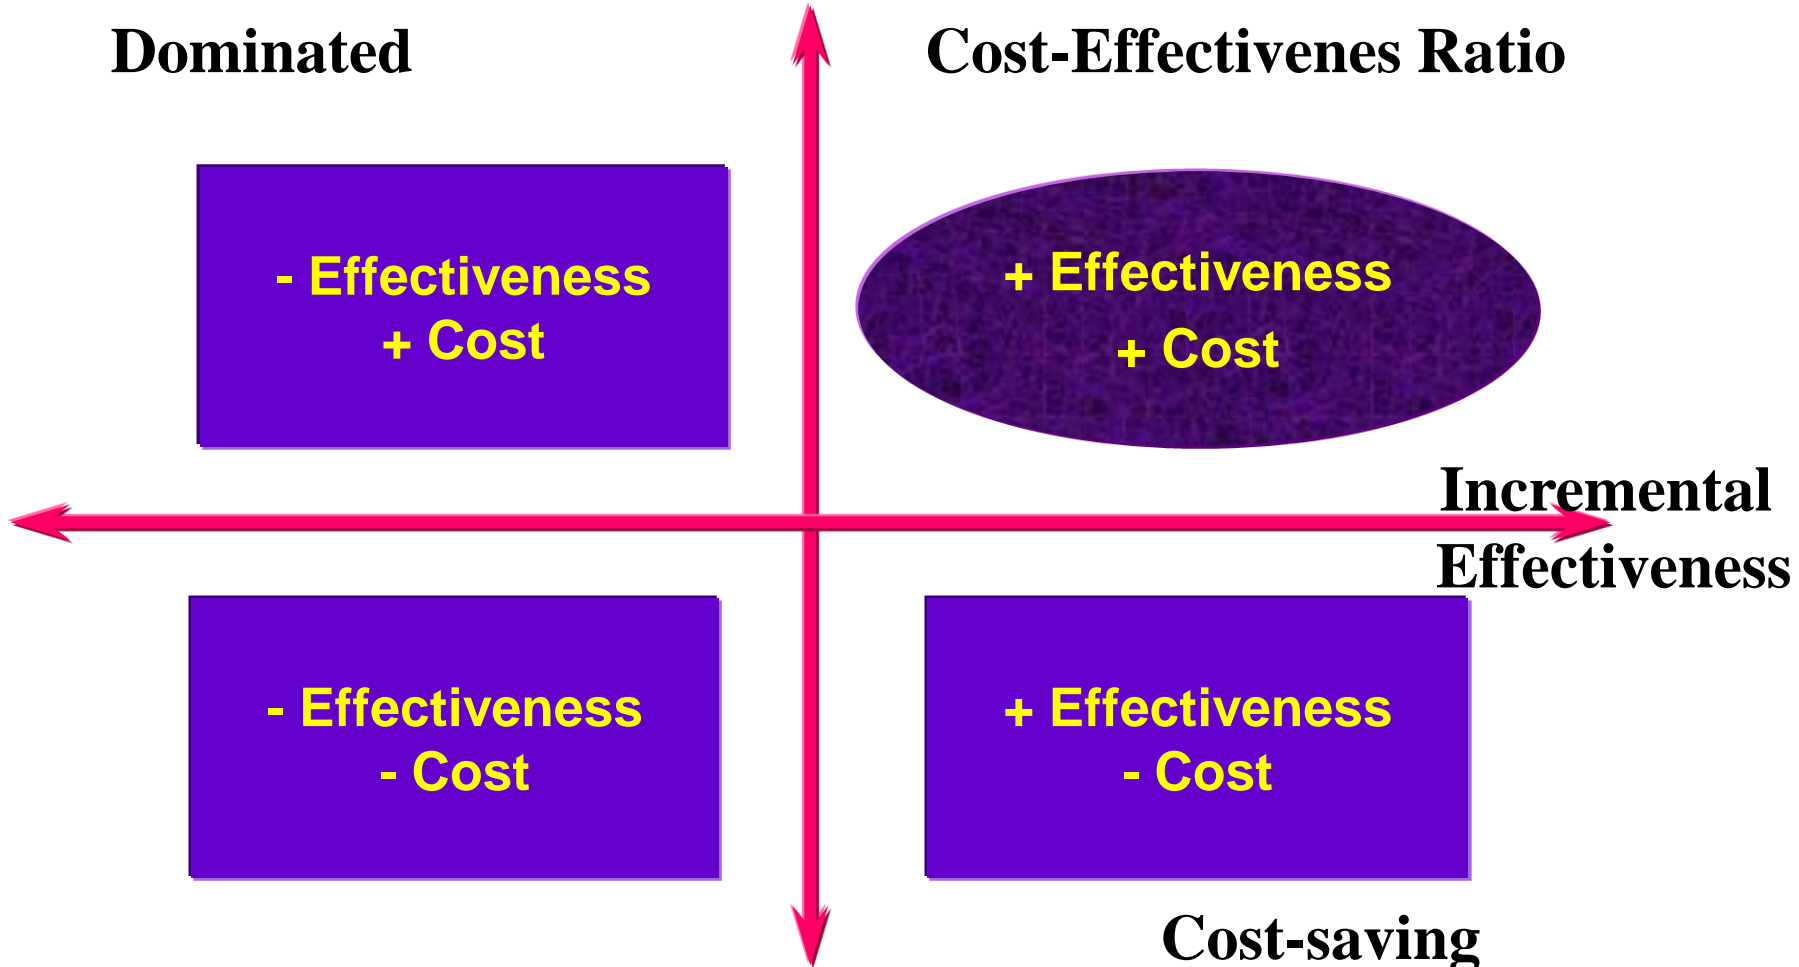 Dominated
Cost-Effectivenes Ratio
- Effectiveness
+ Cost
+ Effectiveness
+ Cost
Incremental
Effectiveness
- Effectiveness
- Cost
+ Effectiveness
- Cost
Cost-saving